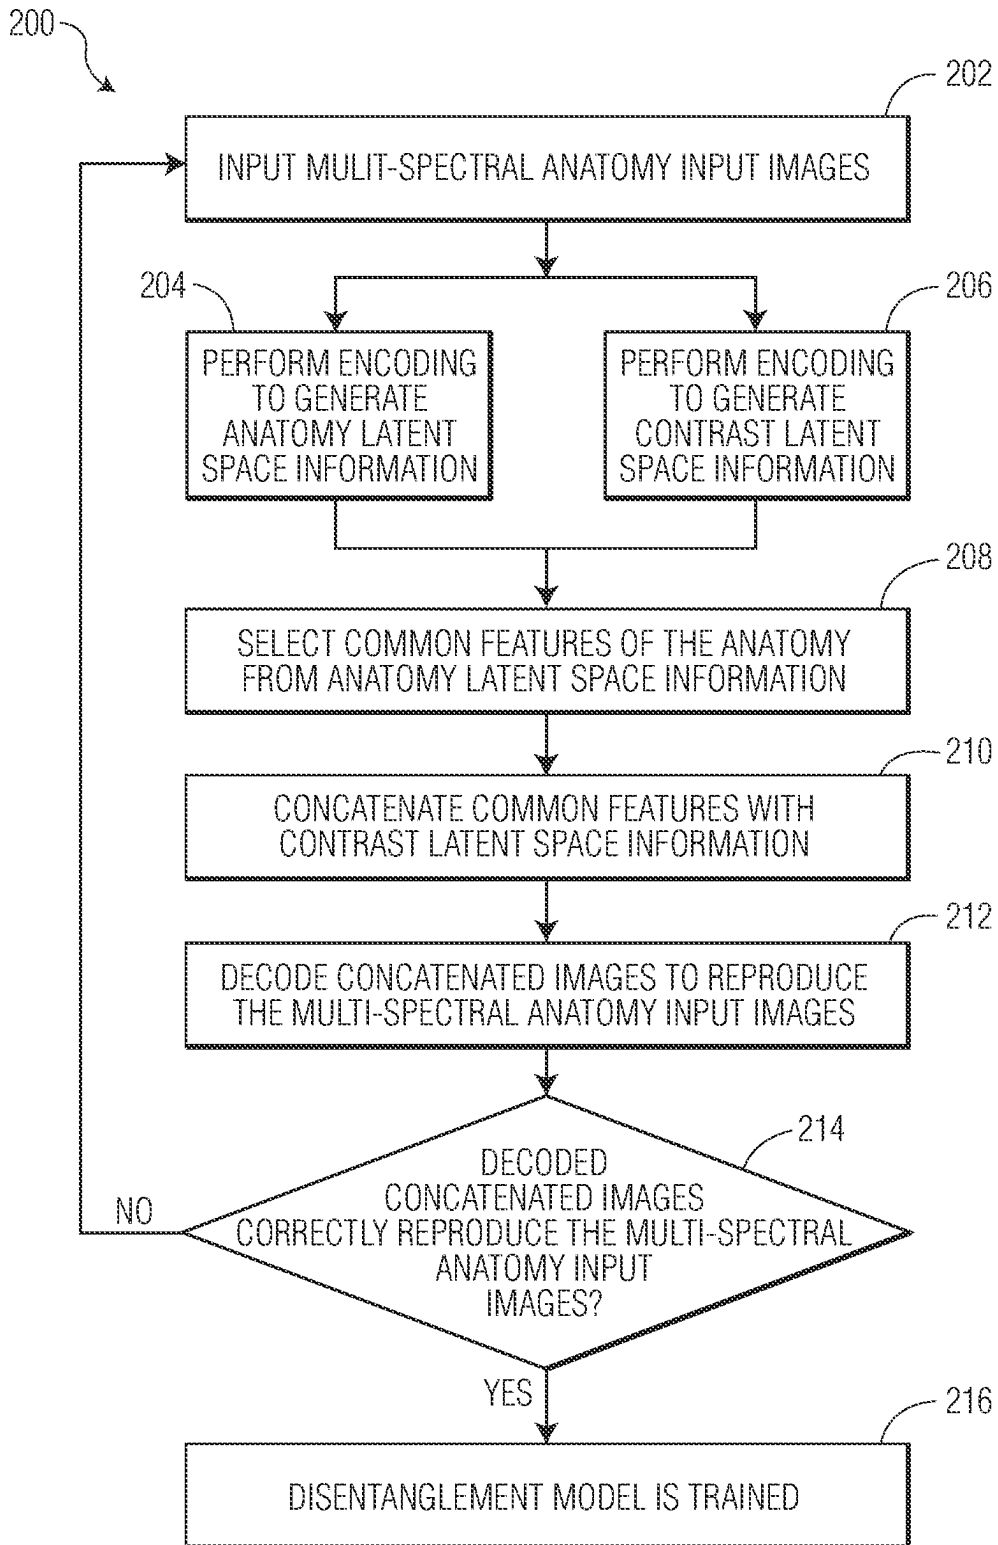 200
202
INPUT MULIT-SPECTRAL ANATOMY INPUT IMAGES
204
PERFORM ENCODING
TO GENERATE
ANATOMY LATENT
SPACE INFORMATION
206
PERFORM ENCODING
TO GENERATE
CONTRAST LATENT
SPACE INFORMATION
208
SELECT COMMON FEATURES OF THE ANATOMY
FROM ANATOMY LATENT SPACE INFORMATION
210
CONCATENATE COMMON FEATURES WITH
CONTRAST LATENT SPACE INFORMATION
212
DECODE CONCATENATED IMAGES TO REPRODUCE
THE MULTI-SPECTRAL ANATOMY INPUT IMAGES
214
DECODED
CONCATENATED IMAGES
CORRECTLY REPRODUCE THE MULTI-SPECTRAL
ANATOMY INPUT
IMAGES?
NO
YES
216
DISENTANGLEMENT MODEL IS TRAINED